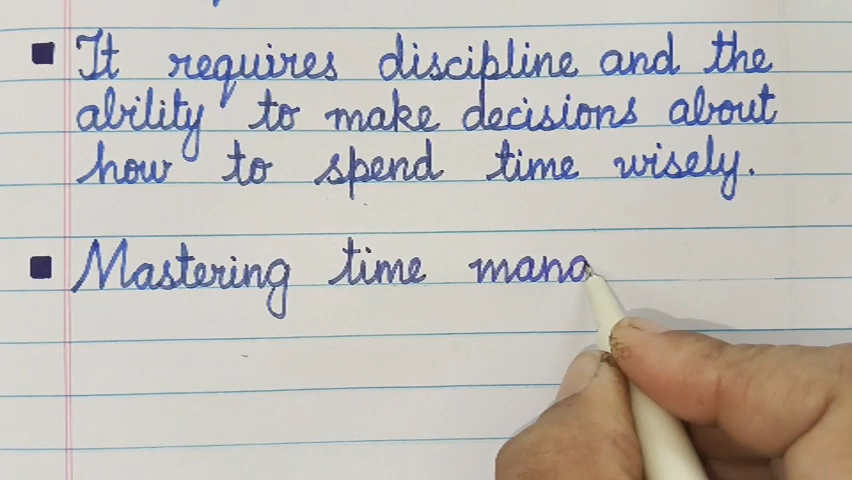 It requires discipline and the
ability to make decisions about
how to spend time wisely.
Mastering time mana